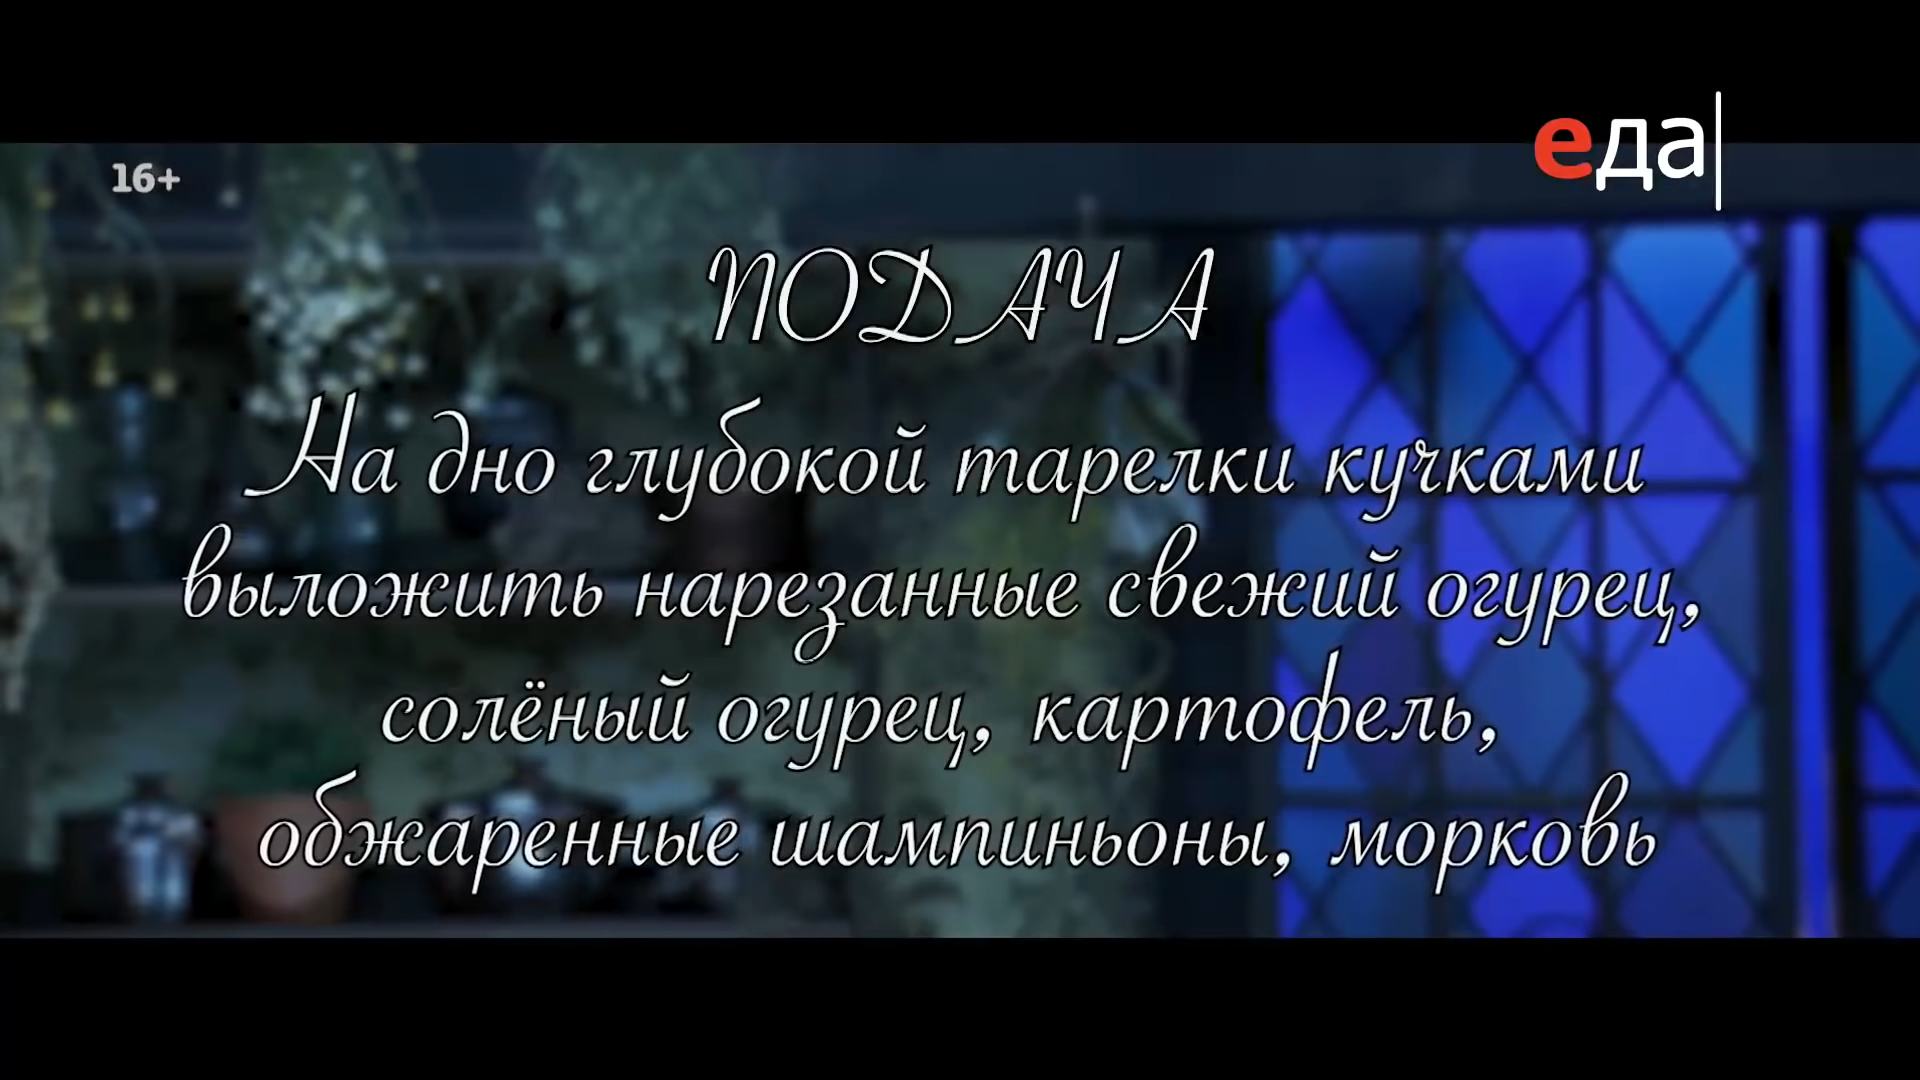 еда
16+
ПОДАЧА
На дно глубокой тарелки кучками
выложить нарезанные свежий огурец,
солёный огурец, картофель,
обжаренные шампиньоны, морковь